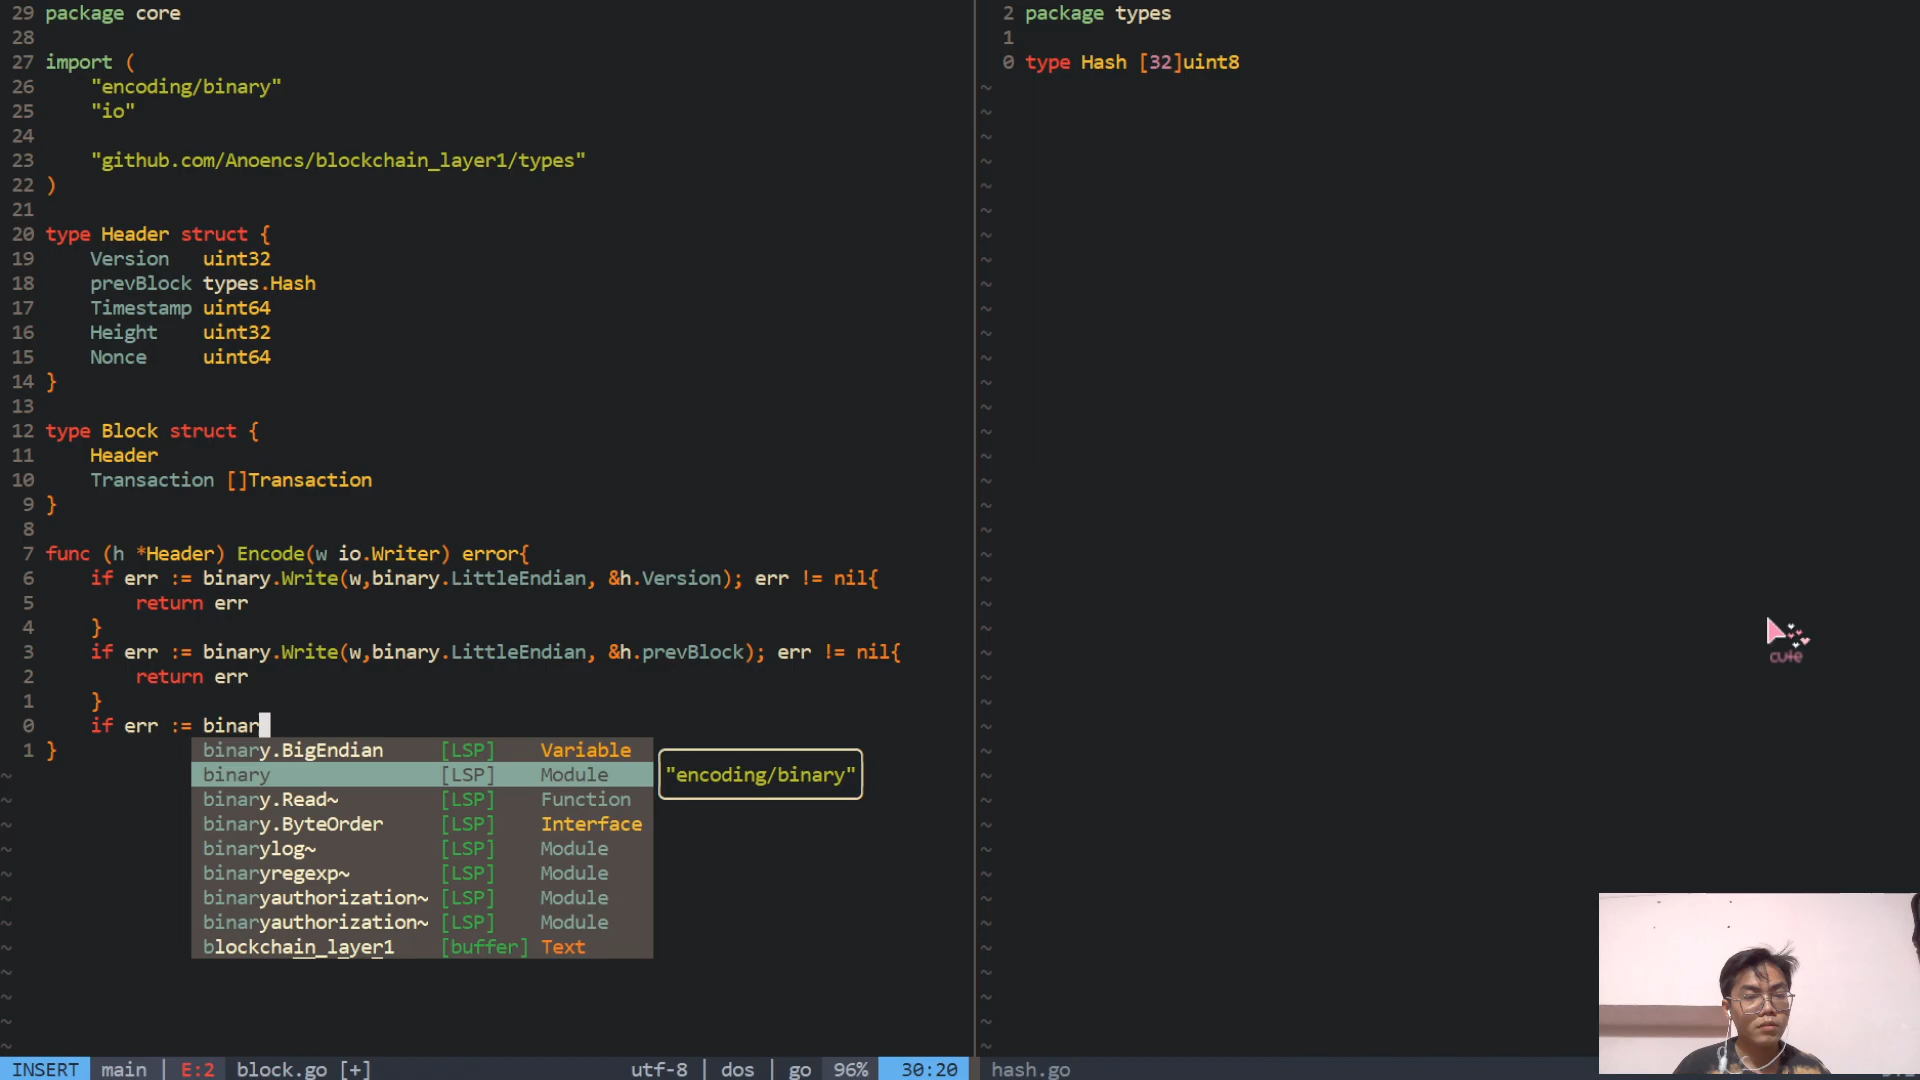 29 package core
28
27 import (
26 "encoding/binary"
25 "io"
24
23 "github.com/Anoencs/blockchain_layer1/types"
22 )
21
20 type Header struct {
19 Version uint32
18 prevBlock types.Hash
17 Timestamp uint64
16 Height uint32
15 Nonce uint64
14 }
13
12 type Block struct {
11 Header
10 Transaction []Transaction
9 }
8
7 func (h *Header) Encode(w io.Writer) error{
6 if err := binary.Write(w,binary.LittleEndian, &h.Version); err != nil{
5 return err
4 }
3 if err := binary.Write(w,binary.LittleEndian, &h.prevBlock); err != nil{
2 return err
1 }
0 if err := binar
1 }
binary.BigEndian [LSP] Variable
binary [LSP] Module
"encoding/binary"
binary.Read~ [LSP] Function
binary.ByteOrder [LSP] Interface
binarylog~ [LSP] Module
binaryregexp~ [LSP] Module
binaryauthorization~ [LSP] Module
binaryauthorization~ [LSP] Module
blockchain_layer1 [buffer] Text
INSERT main | E:2 block.go [+] utf-8 | dos | go 96% 30:20
2 package types
1
0 type Hash [32]uint8
cute
hash.go